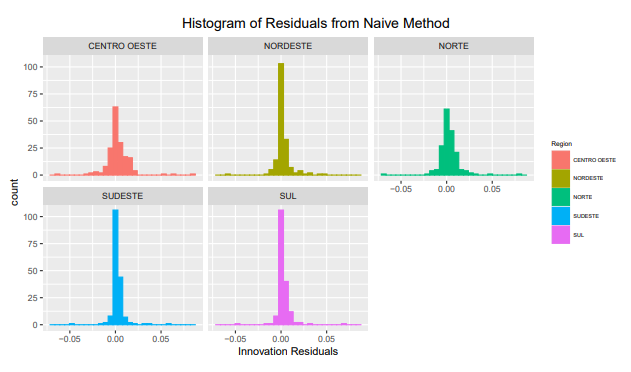 Histogram of Residuals from Naive Method
CENTRO OESTE
NORDESTE
NORTE
100
75
50
25
0
−0.05
0.00
0.05
SUDESTE
SUL
100
75
50
25
0
−0.05
0.00
0.05
−0.05
0.00
0.05
count
Innovation Residuals
Region
CENTRO OESTE
NORDESTE
NORTE
SUDESTE
SUL